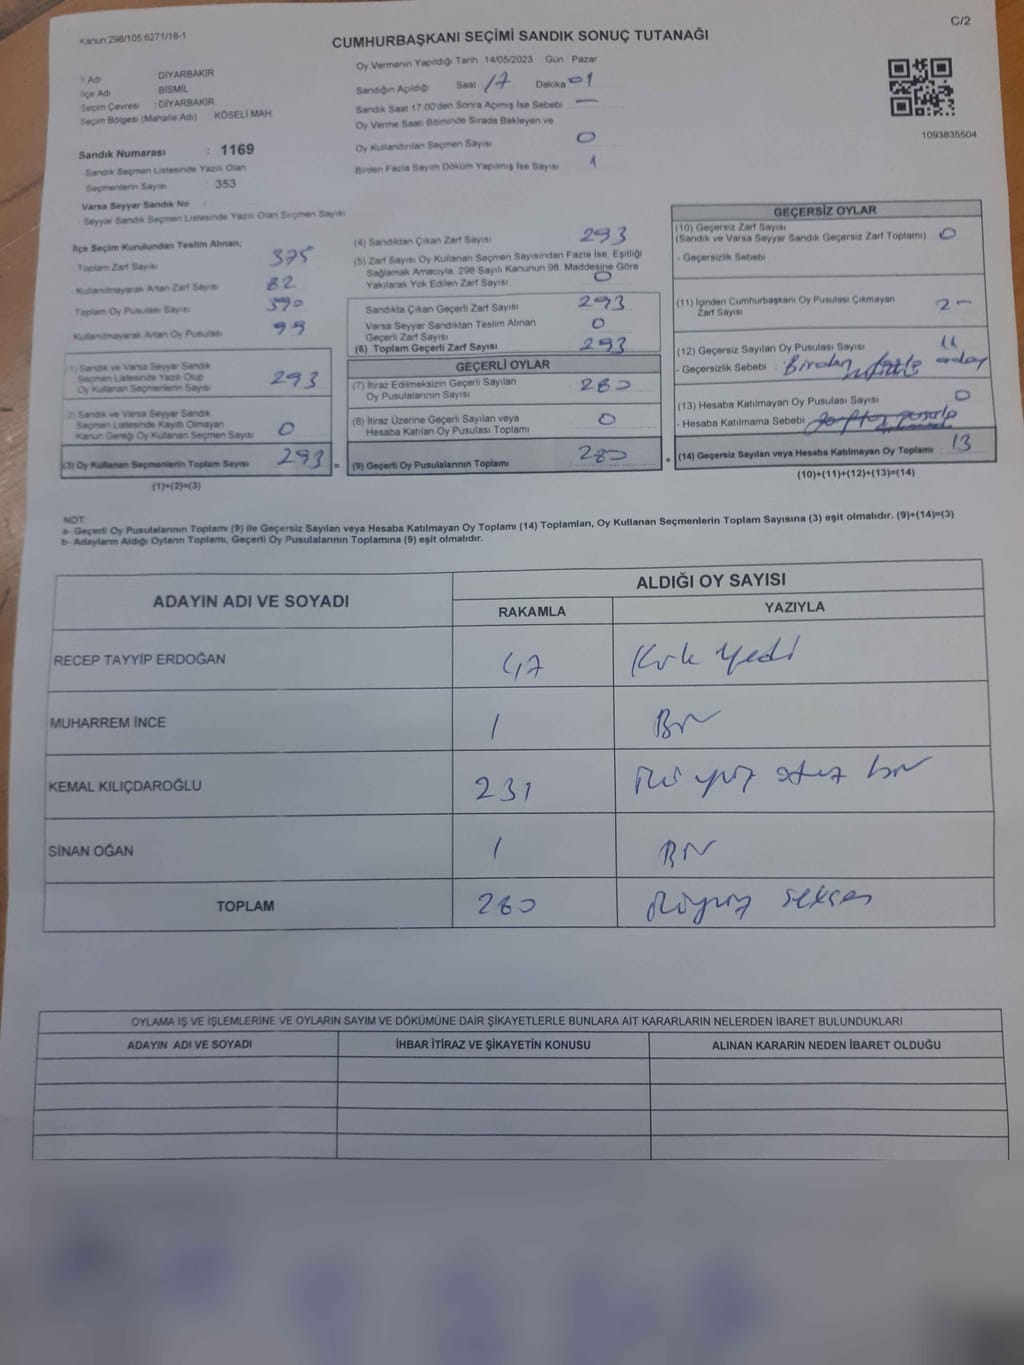 Kanun 298/105;6271/18-1
C/2
CUMHURBAŞKANI SEÇİMİ SANDIK SONUÇ TUTANAĞI
İl Adı DİYARBAKIR
İlçe Adı BİSMİL
Seçim Çevresi : DİYARBAKIR
Seçim Bölgesi (Mahalle Adı) KÖSELİ MAH.
Sandık Numarası : 1169
Sandık Seçmen Listesinde Yazılı Olan
Seçmenlerin Sayısı : 353
Varsa Seyyar Sandık No :
Seyyar Sandık Seçmen Listesinde Yazılı Olan Seçmen Sayısı
Oy Vermenin Yapıldığı Tarih 14/05/2023 Gün Pazar
Sandığın Açıldığı Saat 17 Dakika 01
Sandık Saat 17:00'den Sonra Açımış İse Sebebi —
Oy Verme Saati Bitiminde Sırada Bekleyen ve
Oy Kullandırılan Seçmen Sayısı 0
Birden Fazla Sayım Döküm Yapılmış İse Sayısı 1
1093835504
İlçe Seçim Kurulundan Teslim Alınan;
Toplam Zarf Sayısı 375
Kullanılmayarak Artan Zarf Sayısı 82
Toplam Oy Pusulası Sayısı 390
Kullanılmayarak Artan Oy Pusulası 99
(1) Sandık ve Varsa Seyyar Sandık
Seçmen Listesinde Yazılı Olup
Oy Kullanan Seçmenlerin Sayısı 293
(2) Sandık ve Varsa Seyyar Sandık
Seçmen Listesinde Kayıtlı Olmayan
Kanun Gereği Oy Kullanan Seçmen Sayısı 0
(3) Oy Kullanan Seçmenlerin Toplam Sayısı 293 =
(1)+(2)=(3)
(4) Sandıktan Çıkan Zarf Sayısı 293
(5) Zarf Sayısı Oy Kullanan Seçmen Sayısından Fazla İse, Eşitliği
Sağlamak Amacıyla, 298 Sayılı Kanunun 98. Maddesine Göre
Yakılarak Yok Edilen Zarf Sayısı 0
Sandıkta Çıkan Geçerli Zarf Sayısı 293
Varsa Seyyar Sandıktan Teslim Alınan
Geçerli Zarf Sayısı 0
(6) Toplam Geçerli Zarf Sayısı 293
GEÇERLİ OYLAR
(7) İtiraz Edilmeksizin Geçerli Sayılan
Oy Pusulalarının Sayısı 280
(8) İtiraz Üzerine Geçerli Sayılan veya
Hesaba Katılan Oy Pusulası Toplamı 0
(9) Geçerli Oy Pusulalarının Toplamı 280 +
GEÇERSİZ OYLAR
(10) Geçersiz Zarf Sayısı
(Sandık ve Varsa Seyyar Sandık Geçersiz Zarf Toplamı) 0
- Geçersizlik Sebebi
(11) İçinden Cumhurbaşkanı Oy Pusulası Çıkmayan
Zarf Sayısı 2 -
(12) Geçersiz Sayılan Oy Pusulası Sayısı 11
- Geçersizlik Sebebi : Birden fazla aday
(13) Hesaba Katılmayan Oy Pusulası Sayısı 0
- Hesaba Katılmama Sebebi
(14) Geçersiz Sayılan veya Hesaba Katılmayan Oy Toplamı 13
(10)+(11)+(12)+(13)=(14)
NOT:
a- Geçerli Oy Pusulalarının Toplamı (9) ile Geçersiz Sayılan veya Hesaba Katılmayan Oy Toplamı (14) Toplamları, Oy Kullanan Seçmenlerin Toplam Sayısına (3) eşit olmalıdır. (9)+(14)=(3)
b- Adayların Aldığı Oyların Toplamı, Geçerli Oy Pusulalarının Toplamına (9) eşit olmalıdır.
ADAYIN ADI VE SOYADI
ALDIĞI OY SAYISI
RAKAMLA YAZIYLA
RECEP TAYYİP ERDOĞAN 47 Kırk Yedi
MUHARREM İNCE 1 Bir
KEMAL KILIÇDAROĞLU 231 iki yüz otuz bir
SİNAN OĞAN 1 Bir
TOPLAM 280 ikiyüz seksen
OYLAMA İŞ VE İŞLEMLERİNE VE OYLARIN SAYIM VE DÖKÜMÜNE DAİR ŞİKAYETLERLE BUNLARA AİT KARARLARIN NELERDEN İBARET BULUNDUKLARI
ADAYIN ADI VE SOYADI İHBAR İTİRAZ VE ŞİKAYETİN KONUSU ALINAN KARARIN NEDEN İBARET OLDUĞU